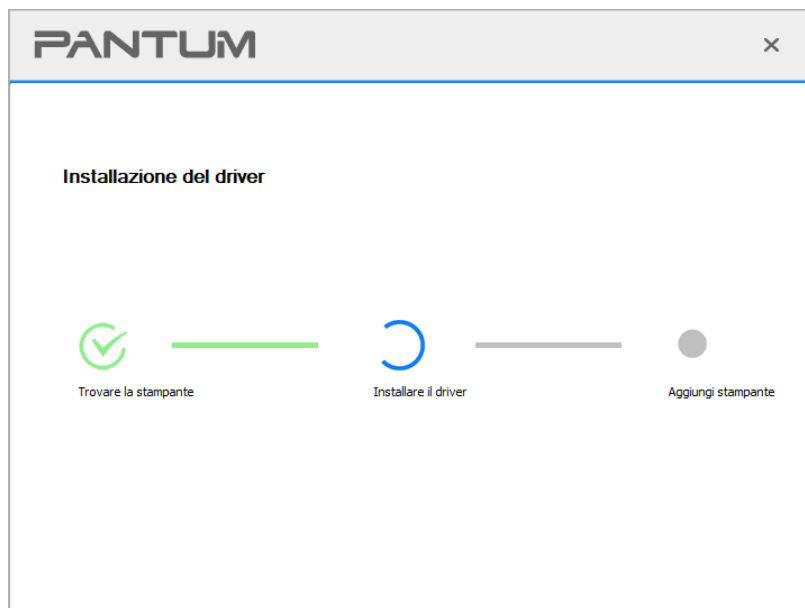 PANTUM
Installazione del driver
Trovare la stampante
Installare il driver
Aggiungi stampante